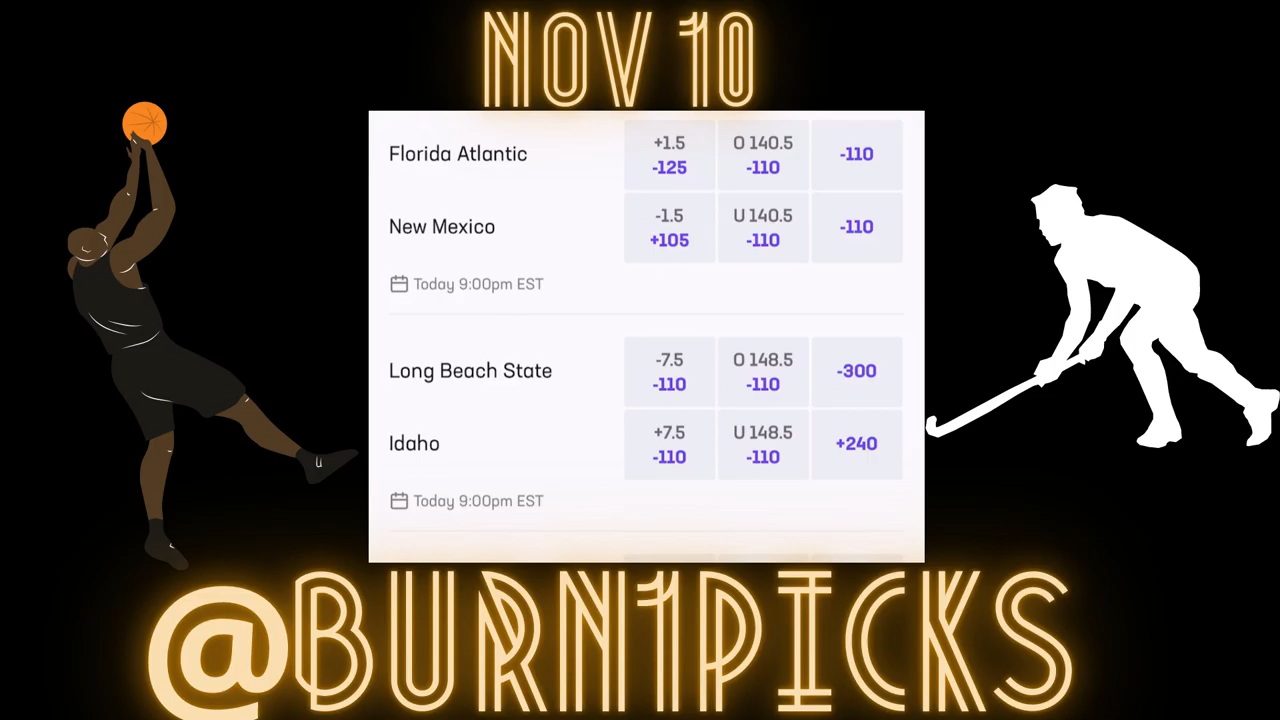 NOV 10
+1.5 O 140.5
Florida Atlantic -125 -110 -110
-1.5 U 140.5
New Mexico +105 -110 -110
Today 9:00pm EST
-7.5 O 148.5
Long Beach State -110 -110 -300
+7.5 U 148.5
Idaho -110 -110 +240
Today 9:00pm EST
@BURN1PICKS